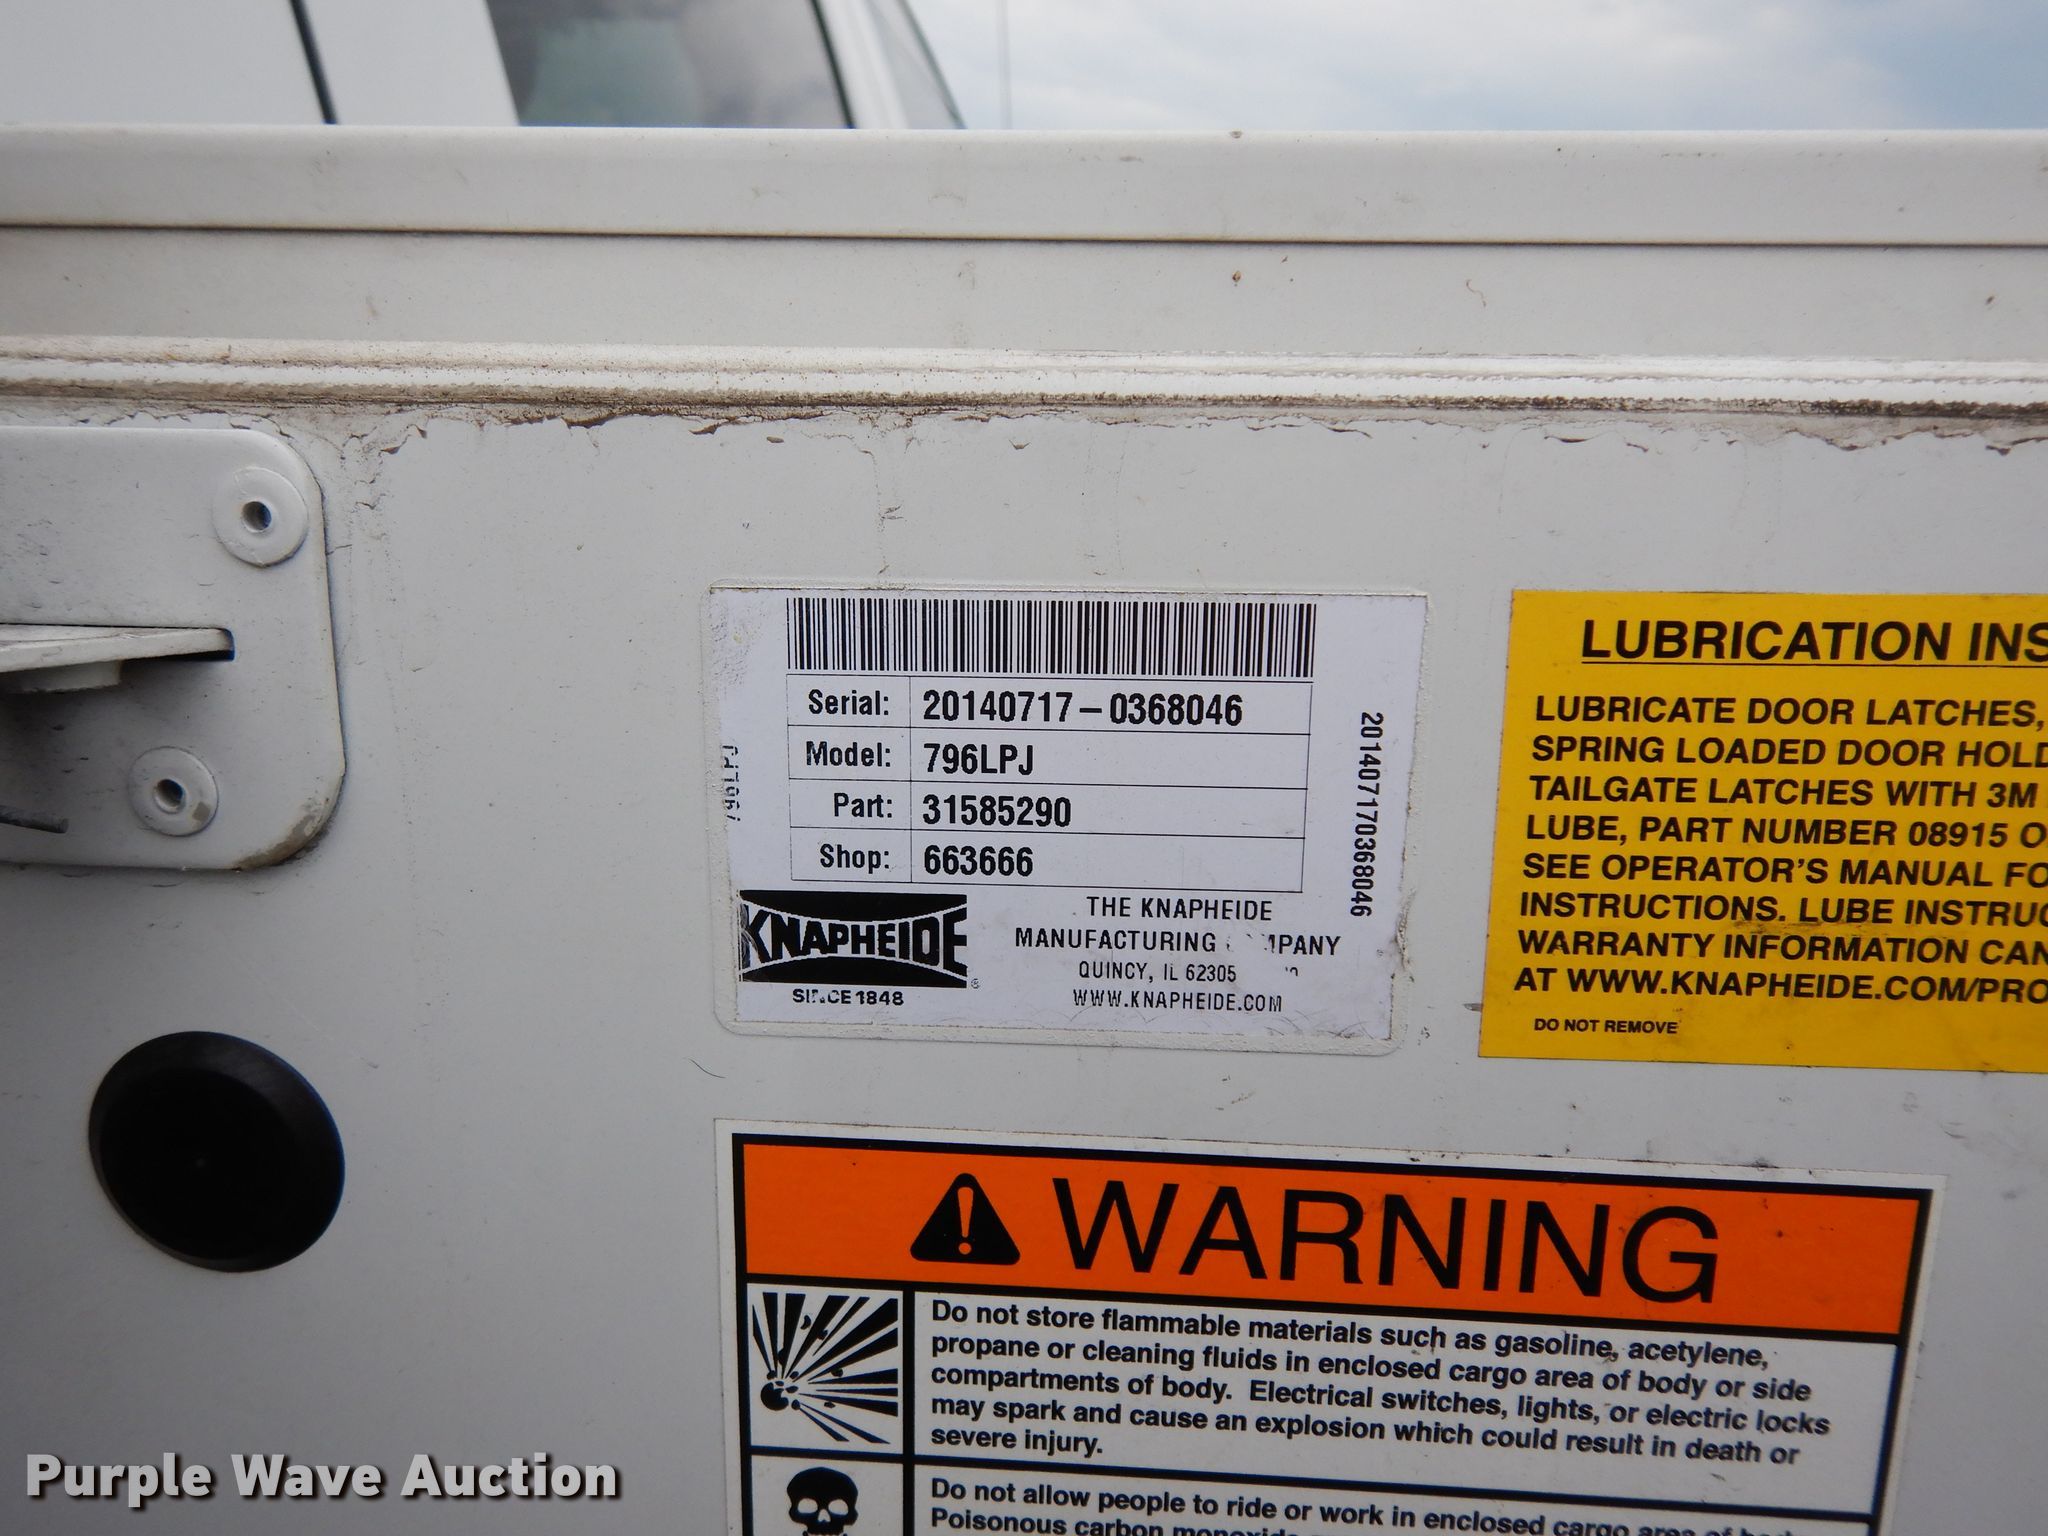 Serial: 20140717-0368046
Model: 796LPJ
Part: 31585290
Shop: 663666
201407170368046
KNAPHEIDE
SINCE 1848
THE KNAPHEIDE
MANUFACTURING
QUINCY, IL 62305
WWW.KNAPHEIDE.COM
LUBRICATION INS
LUBRICATE DOOR LATCHES,
SPRING LOADED DOOR HOLD
TAILGATE LATCHES WITH 3M
LUBE, PART NUMBER 08915 O
SEE OPERATOR'S MANUAL FO
INSTRUCTIONS. LUBE INSTRUC
WARRANTY INFORMATION CAN
AT WWW.KNAPHEIDE.COM/PRO
DO NOT REMOVE
WARNING
Do not store flammable materials such as gasoline, acetylene,
propane or cleaning fluids in enclosed cargo area of body or side
compartments of body. Electrical switches, lights, or electric locks
may spark and cause an explosion which could result in death or
severe injury.
Do not allow people to ride or work in enclosed cargo area of
Poisonous carbon monoxide
Purple Wave Auction